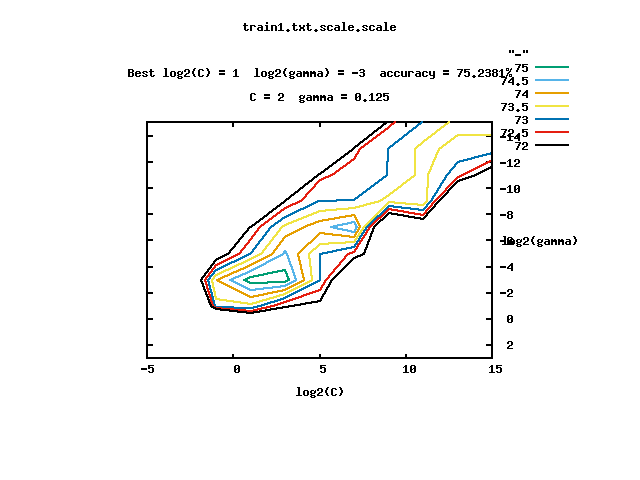 train1.txt.scale.scale
"-"
Best log2(C) = 1  log2(gamma) = -3  accuracy = 75.2381%
75
74.5
C = 2  gamma = 0.125
74
73.5
73
72.5
72
-14
-12
-10
-8
-6
log2(gamma)
-4
-2
0
2
-5 0 5 10 15
log2(C)